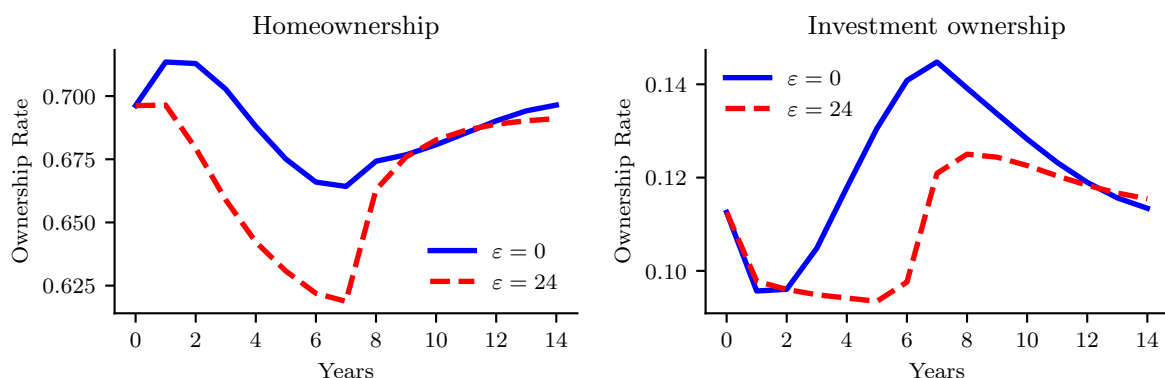 Homeownership
Ownership Rate
0.700
0.675
0.650
0.625
ε = 0
ε = 24
0 2 4 6 8 10 12 14
Years
Investment ownership
Ownership Rate
0.14
0.12
0.10
ε = 0
ε = 24
0 2 4 6 8 10 12 14
Years